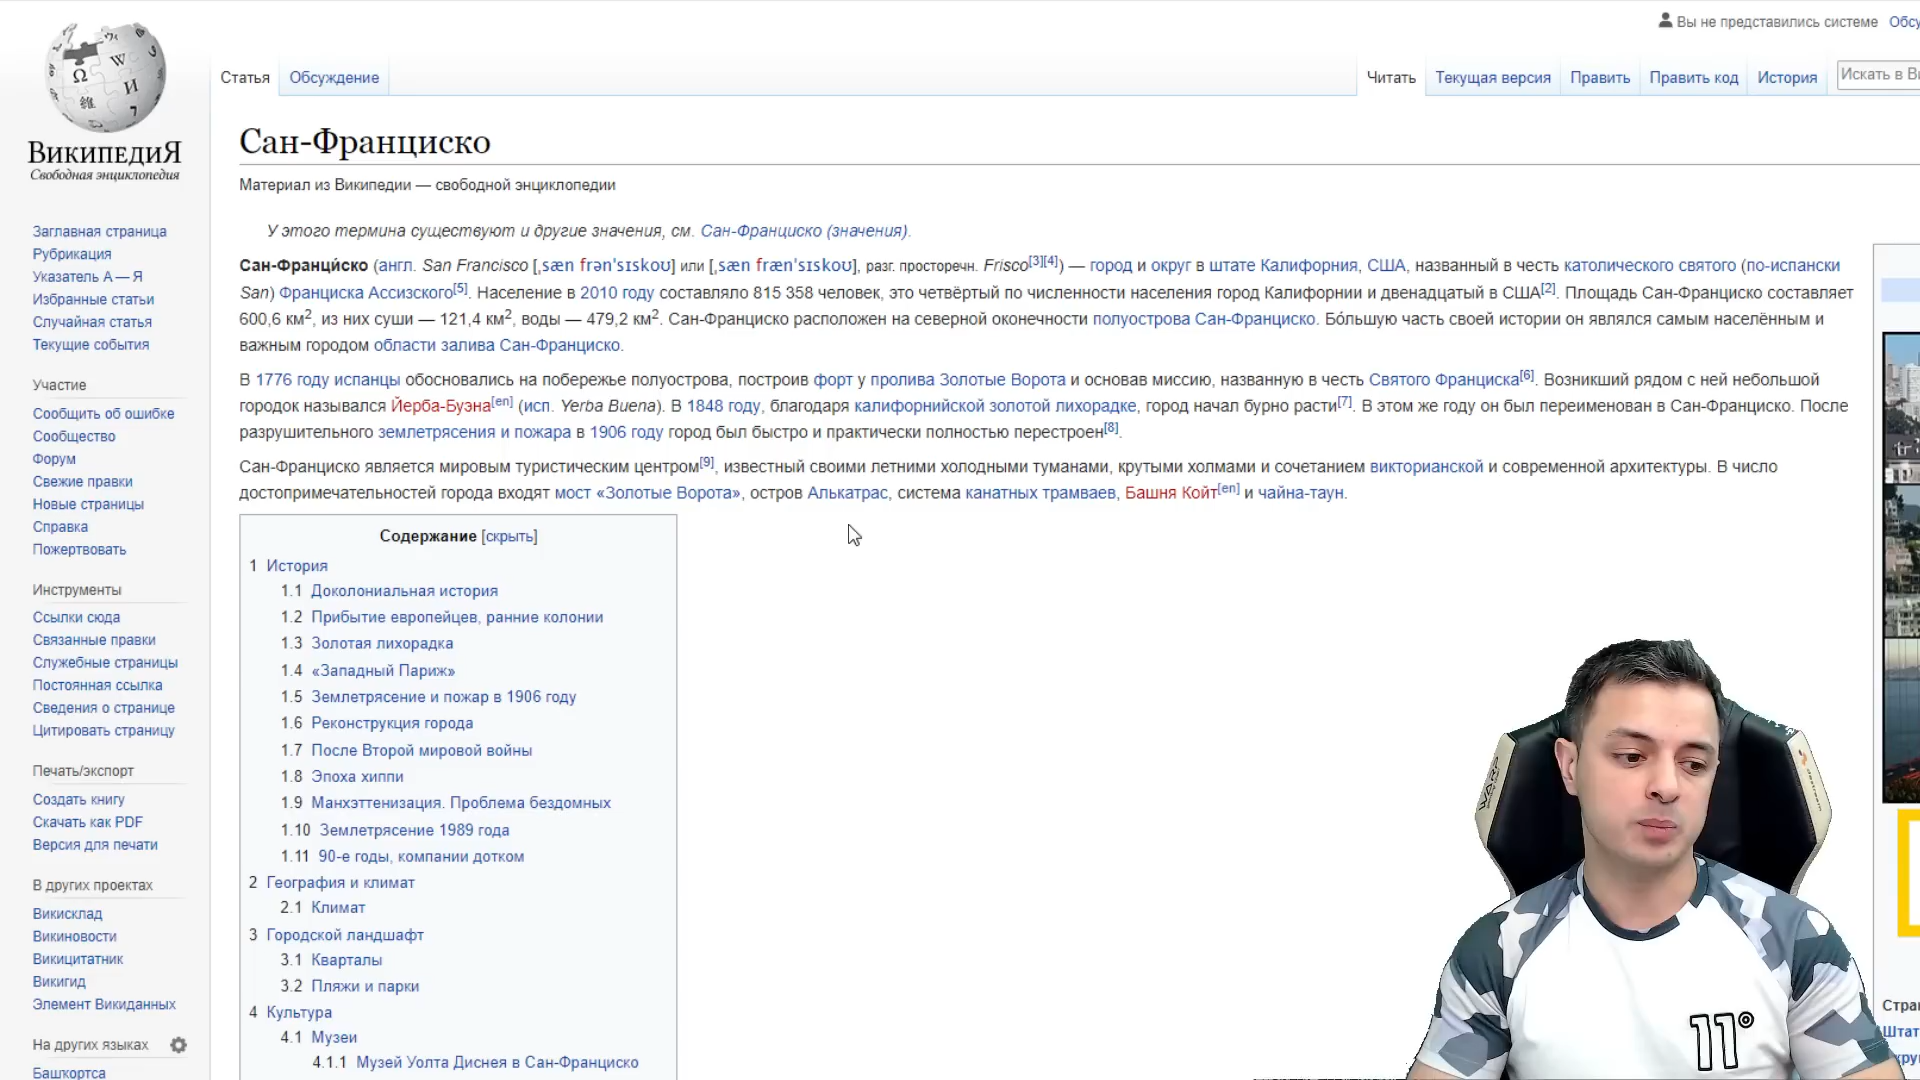 Вы не представились системе
Статья
Обсуждение
Читать
Текущая версия
Править
Править код
История
Искать в
ВИКИПЕДИЯ
Свободная энциклопедия
Заглавная страница
Рубрикация
Указатель А — Я
Избранные статьи
Случайная статья
Текущие события
Участие
Сообщить об ошибке
Сообщество
Форум
Свежие правки
Новые страницы
Справка
Пожертвовать
Инструменты
Ссылки сюда
Связанные правки
Служебные страницы
Постоянная ссылка
Сведения о странице
Цитировать страницу
Печать/экспорт
Создать книгу
Скачать как PDF
Версия для печати
В других проектах
Викисклад
Викиновости
Викицитатник
Викигид
Элемент Викиданных
На других языках
Башҡортса
Сан-Франциско
Материал из Википедии — свободной энциклопедии
У этого термина существуют и другие значения, см. Сан-Франциско (значения).
Сан-Франци́ско (англ. San Francisco [ˌsæn frənˈsɪskoʊ] или [ˌsæn frænˈsɪskoʊ], разг. просторечн. Frisco[3][4]) — город и округ в штате Калифорния, США, названный в честь католического святого (по-испански
San) Франциска Ассизского[5]. Население в 2010 году составляло 815 358 человек, это четвёртый по численности населения город Калифорнии и двенадцатый в США[2]. Площадь Сан-Франциско составляет
600,6 км², из них суши — 121,4 км², воды — 479,2 км². Сан-Франциско расположен на северной оконечности полуострова Сан-Франциско. Бо́льшую часть своей истории он являлся самым населённым и
важным городом области залива Сан-Франциско.
В 1776 году испанцы обосновались на побережье полуострова, построив форт у пролива Золотые Ворота и основав миссию, названную в честь Святого Франциска[6]. Возникший рядом с ней небольшой
городок назывался Йерба-Буэна[en] (исп. Yerba Buena). В 1848 году, благодаря калифорнийской золотой лихорадке, город начал бурно расти[7]. В этом же году он был переименован в Сан-Франциско. После
разрушительного землетрясения и пожара в 1906 году город был быстро и практически полностью перестроен[8].
Сан-Франциско является мировым туристическим центром[9], известный своими летними холодными туманами, крутыми холмами и сочетанием викторианской и современной архитектуры. В число
достопримечательностей города входят мост «Золотые Ворота», остров Алькатрас, система канатных трамваев, Башня Койт[en] и чайна-таун.
Содержание [скрыть]
1 История
1.1 Доколониальная история
1.2 Прибытие европейцев, ранние колонии
1.3 Золотая лихорадка
1.4 «Западный Париж»
1.5 Землетрясение и пожар в 1906 году
1.6 Реконструкция города
1.7 После Второй мировой войны
1.8 Эпоха хиппи
1.9 Манхэттенизация. Проблема бездомных
1.10 Землетрясение 1989 года
1.11 90-е годы, компании дотком
2 География и климат
2.1 Климат
3 Городской ландшафт
3.1 Кварталы
3.2 Пляжи и парки
4 Культура
4.1 Музеи
4.1.1 Музей Уолта Диснея в Сан-Франциско
11°
Штат